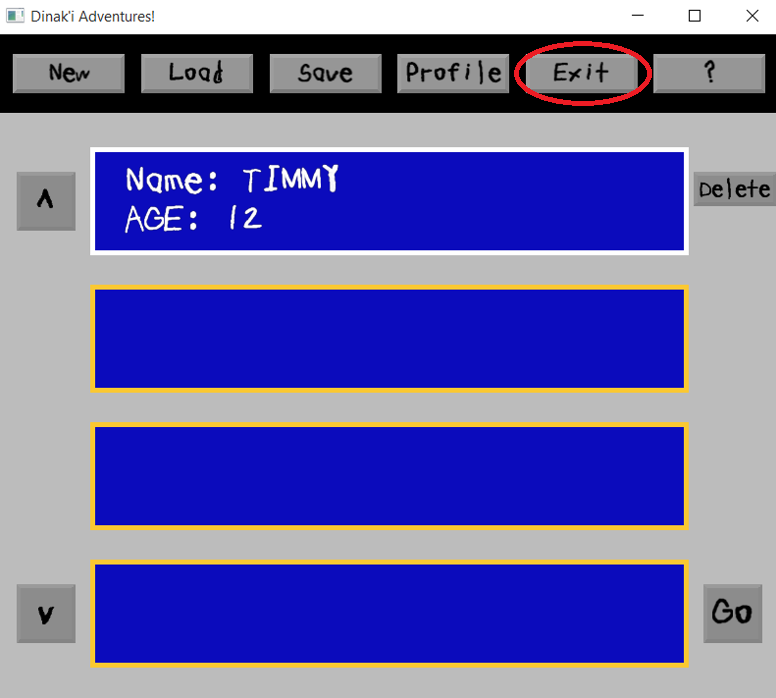 Dinak'i Adventures!
New Load Save Profile Exit ?
Name: TIMMY
AGE: 12
Delete
Go